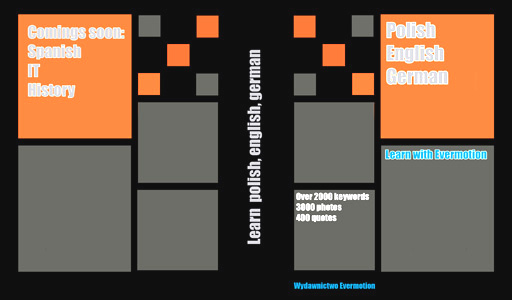 Comings soon:
Spanish
IT
History
Learn polish, english, german
Polish
English
German
Learn with Evermotion
Over 2000 keywords
3000 photos
400 quotes
Wydawnictwo Evermotion